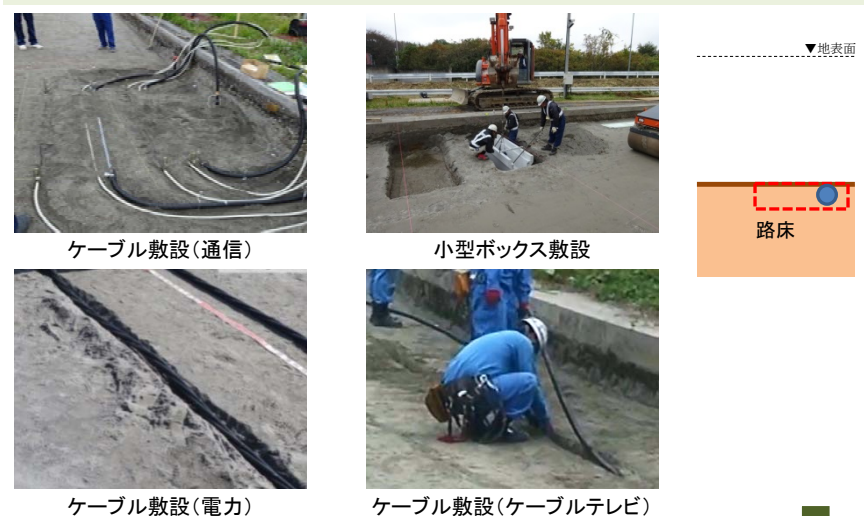 ▼地表面
ケーブル敷設(通信)
小型ボックス敷設
路床
ケーブル敷設(電力)
ケーブル敷設(ケーブルテレビ)